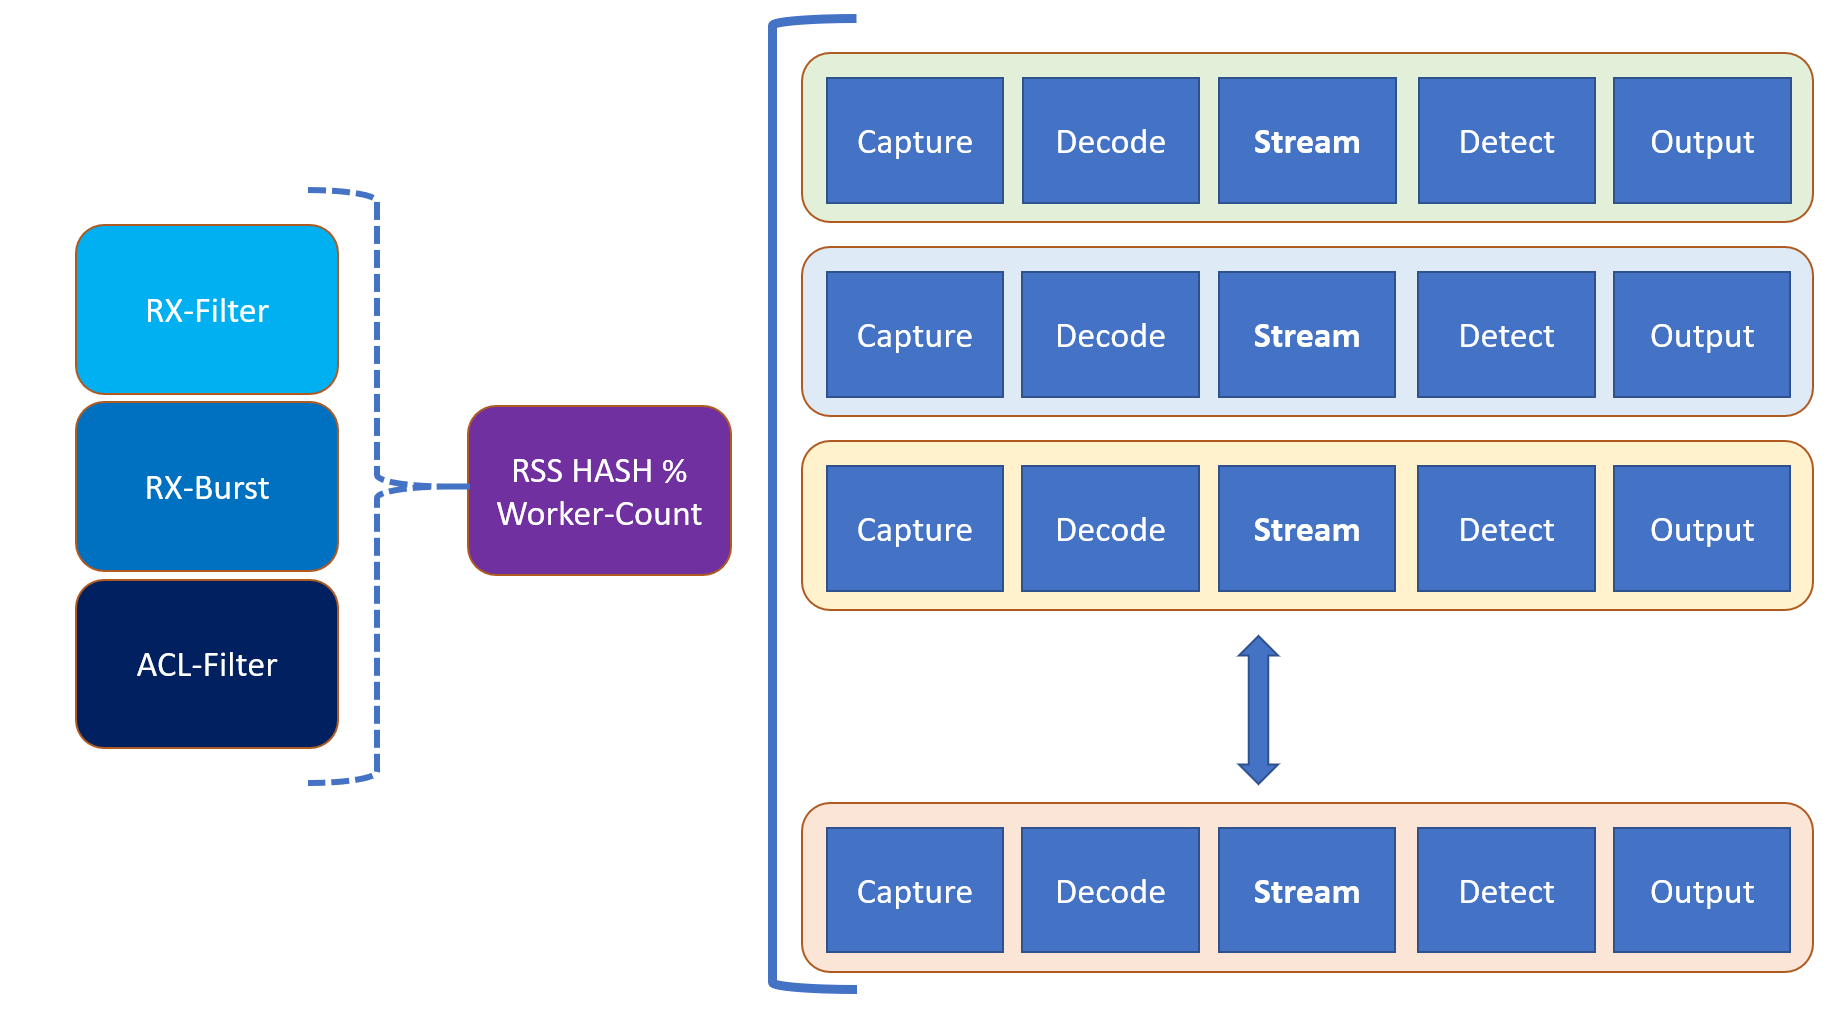 RX-Filter
RX-Burst
ACL-Filter
RSS HASH %
Worker-Count
Capture Decode Stream Detect Output
Capture Decode Stream Detect Output
Capture Decode Stream Detect Output
Capture Decode Stream Detect Output